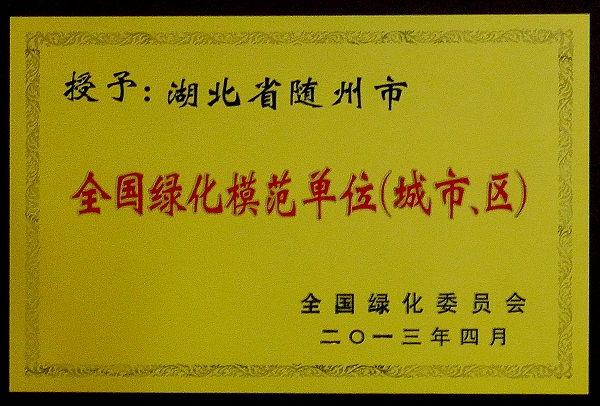 授予：湖北省随州市
全国绿化模范单位（城市、区）
全国绿化委员会
二〇一三年四月